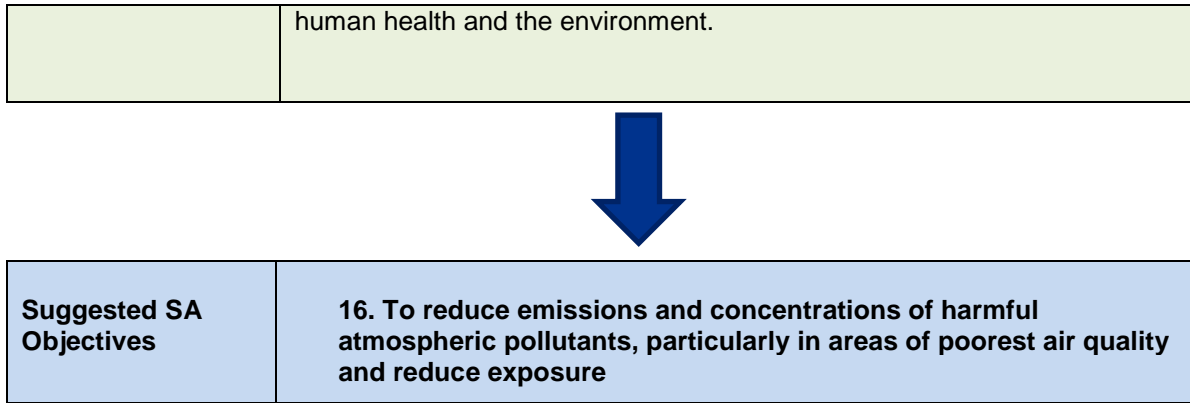 human health and the environment.
Suggested SA
Objectives
16. To reduce emissions and concentrations of harmful
atmospheric pollutants, particularly in areas of poorest air quality
and reduce exposure